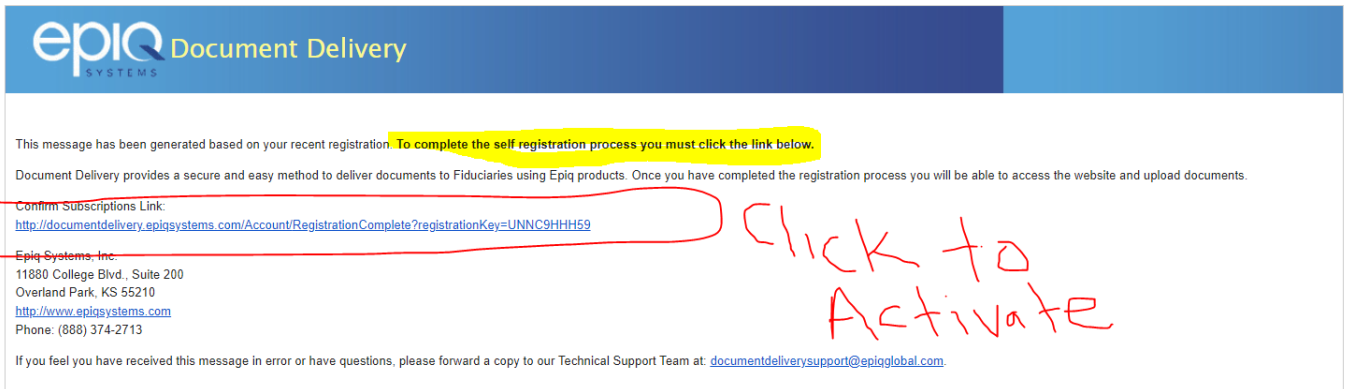 epiq Document Delivery
SYSTEMS
This message has been generated based on your recent registration. To complete the self registration process you must click the link below.
Document Delivery provides a secure and easy method to deliver documents to Fiduciaries using Epiq products. Once you have completed the registration process you will be able to access the website and upload documents.
Confirm Subscriptions Link:
http://documentdelivery.epiqsystems.com/Account/RegistrationComplete?registrationKey=UNNC9HHH59
Click to
Activate
Epiq Systems, Inc.
11880 College Blvd., Suite 200
Overland Park, KS 55210
http://www.epiqsystems.com
Phone: (888) 374-2713
If you feel you have received this message in error or have questions, please forward a copy to our Technical Support Team at: documentdeliverysupport@epiqglobal.com.